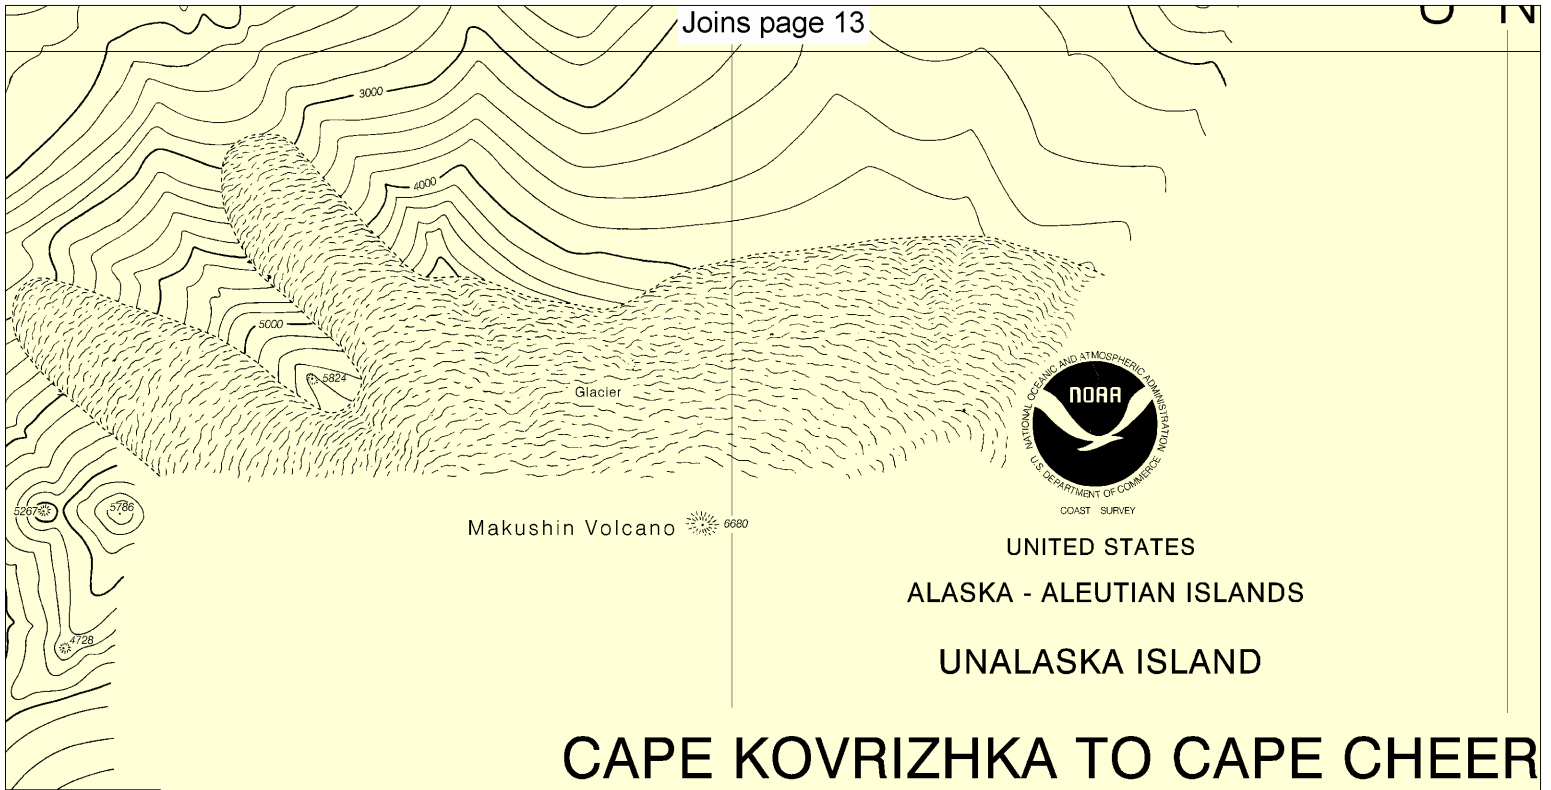 Joins page 13
U N
3000
4000
5000
5824
Glacier
5267
5786
Makushin Volcano
6680
4728
NATIONAL OCEANIC AND ATMOSPHERIC ADMINISTRATION
NOAA
U.S. DEPARTMENT OF COMMERCE
COAST SURVEY
UNITED STATES
ALASKA - ALEUTIAN ISLANDS
UNALASKA ISLAND
CAPE KOVRIZHKA TO CAPE CHEER